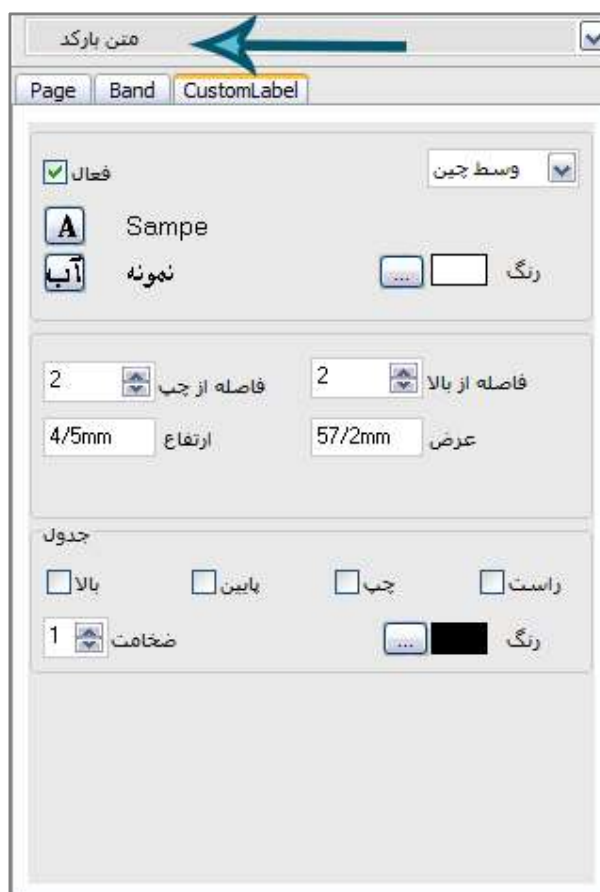 متن بارکد
Page Band CustomLabel
فعال وسط چین
A Sampe
آب نمونه رنگ ...
2 فاصله از چپ 2 فاصله از بالا
4/5mm ارتفاع 57/2mm عرض
جدول
بالا پایین چپ راست
1 ضخامت ... رنگ